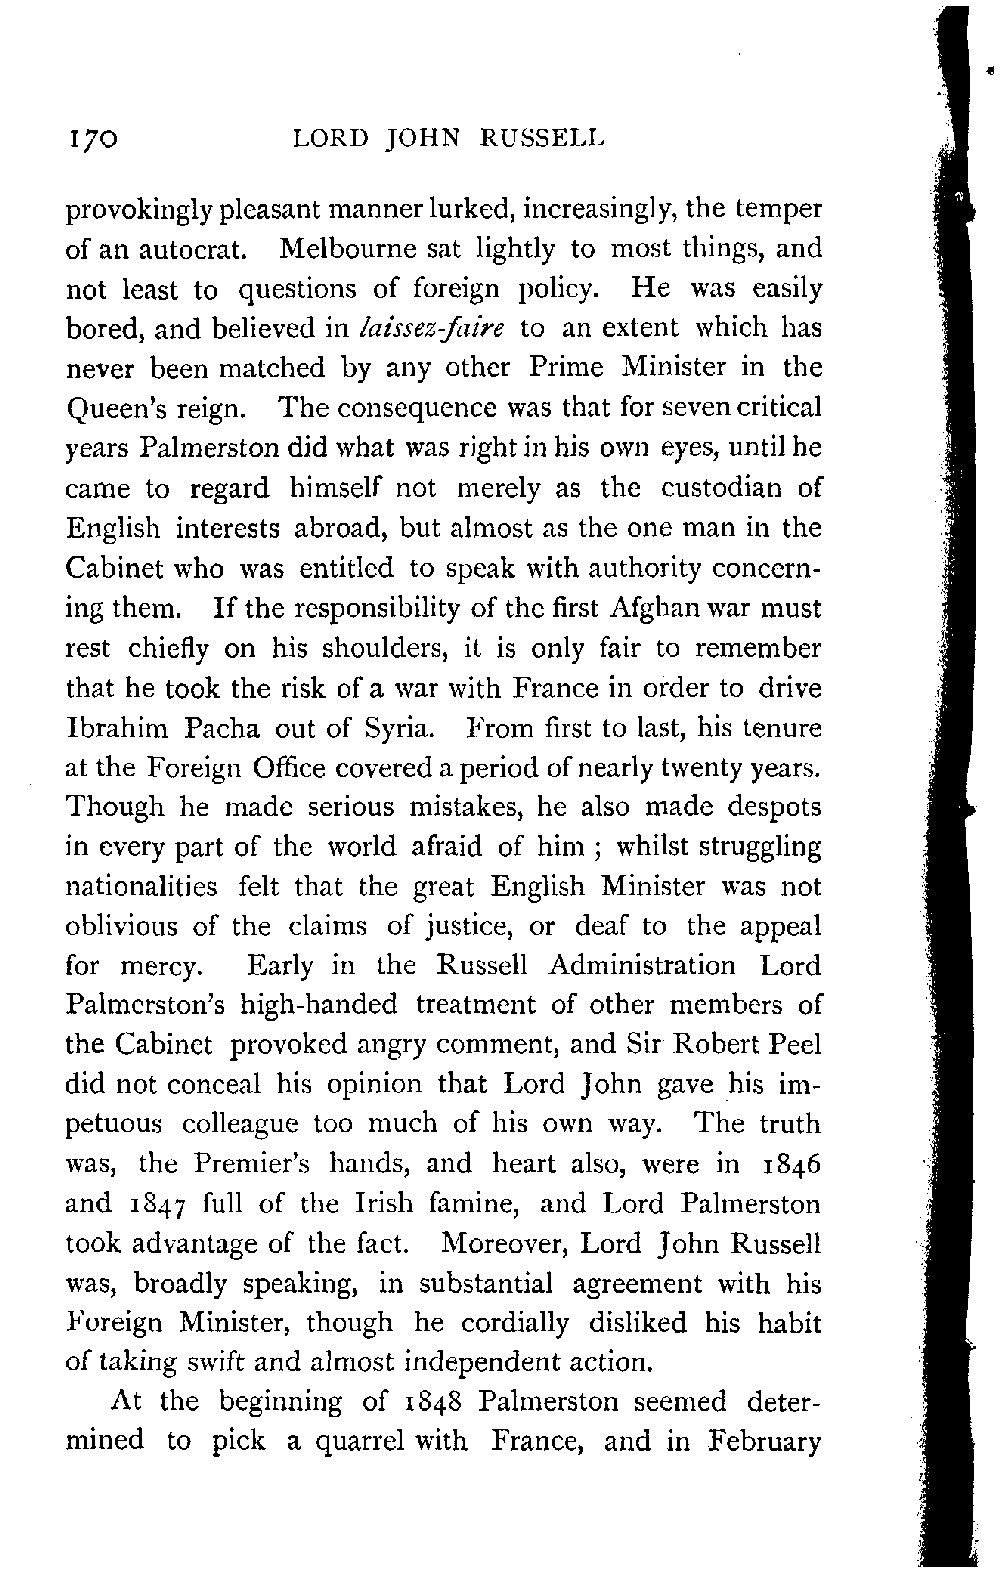 170 LORD JOHN RUSSELL
provokingly pleasant manner lurked, increasingly, the temper
of an autocrat. Melbourne sat lightly to most things, and
not least to questions of foreign policy. He was easily
bored, and believed in laissez-faire to an extent which has
never been matched by any other Prime Minister in the
Queen's reign. The consequence was that for seven critical
years Palmerston did what was right in his own eyes, until he
came to regard himself not merely as the custodian of
English interests abroad, but almost as the one man in the
Cabinet who was entitled to speak with authority concern-
ing them. If the responsibility of the first Afghan war must
rest chiefly on his shoulders, it is only fair to remember
that he took the risk of a war with France in order to drive
Ibrahim Pacha out of Syria. From first to last, his tenure
at the Foreign Office covered a period of nearly twenty years.
Though he made serious mistakes, he also made despots
in every part of the world afraid of him ; whilst struggling
nationalities felt that the great English Minister was not
oblivious of the claims of justice, or deaf to the appeal
for mercy. Early in the Russell Administration Lord
Palmerston's high-handed treatment of other members of
the Cabinet provoked angry comment, and Sir Robert Peel
did not conceal his opinion that Lord John gave his im-
petuous colleague too much of his own way. The truth
was, the Premier's hands, and heart also, were in 1846
and 1847 full of the Irish famine, and Lord Palmerston
took advantage of the fact. Moreover, Lord John Russell
was, broadly speaking, in substantial agreement with his
Foreign Minister, though he cordially disliked his habit
of taking swift and almost independent action.
At the beginning of 1848 Palmerston seemed deter-
mined to pick a quarrel with France, and in February